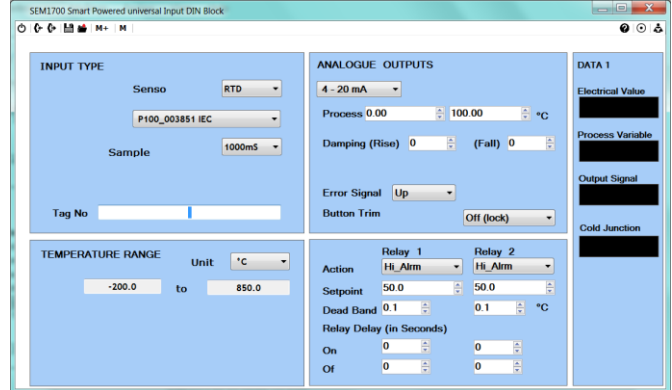 SEM1700 Smart Powered universal Input DIN Block
M+ M
INPUT TYPE
Senso RTD
P100_003851 IEC
Sample 1000mS
Tag No
ANALOGUE OUTPUTS
4 - 20 mA
Process 0.00 100.00 °C
Damping (Rise) 0 (Fall) 0
Error Signal Up
Button Trim Off (lock)
DATA 1
Electrical Value
Process Variable
Output Signal
Cold Junction
TEMPERATURE RANGE
Unit °C
-200.0 to 850.0
Relay 1 Relay 2
Action Hi_Alrm Hi_Alrm
Setpoint 50.0 50.0
Dead Band 0.1 0.1 °C
Relay Delay (in Seconds)
On 0 0
Of 0 0